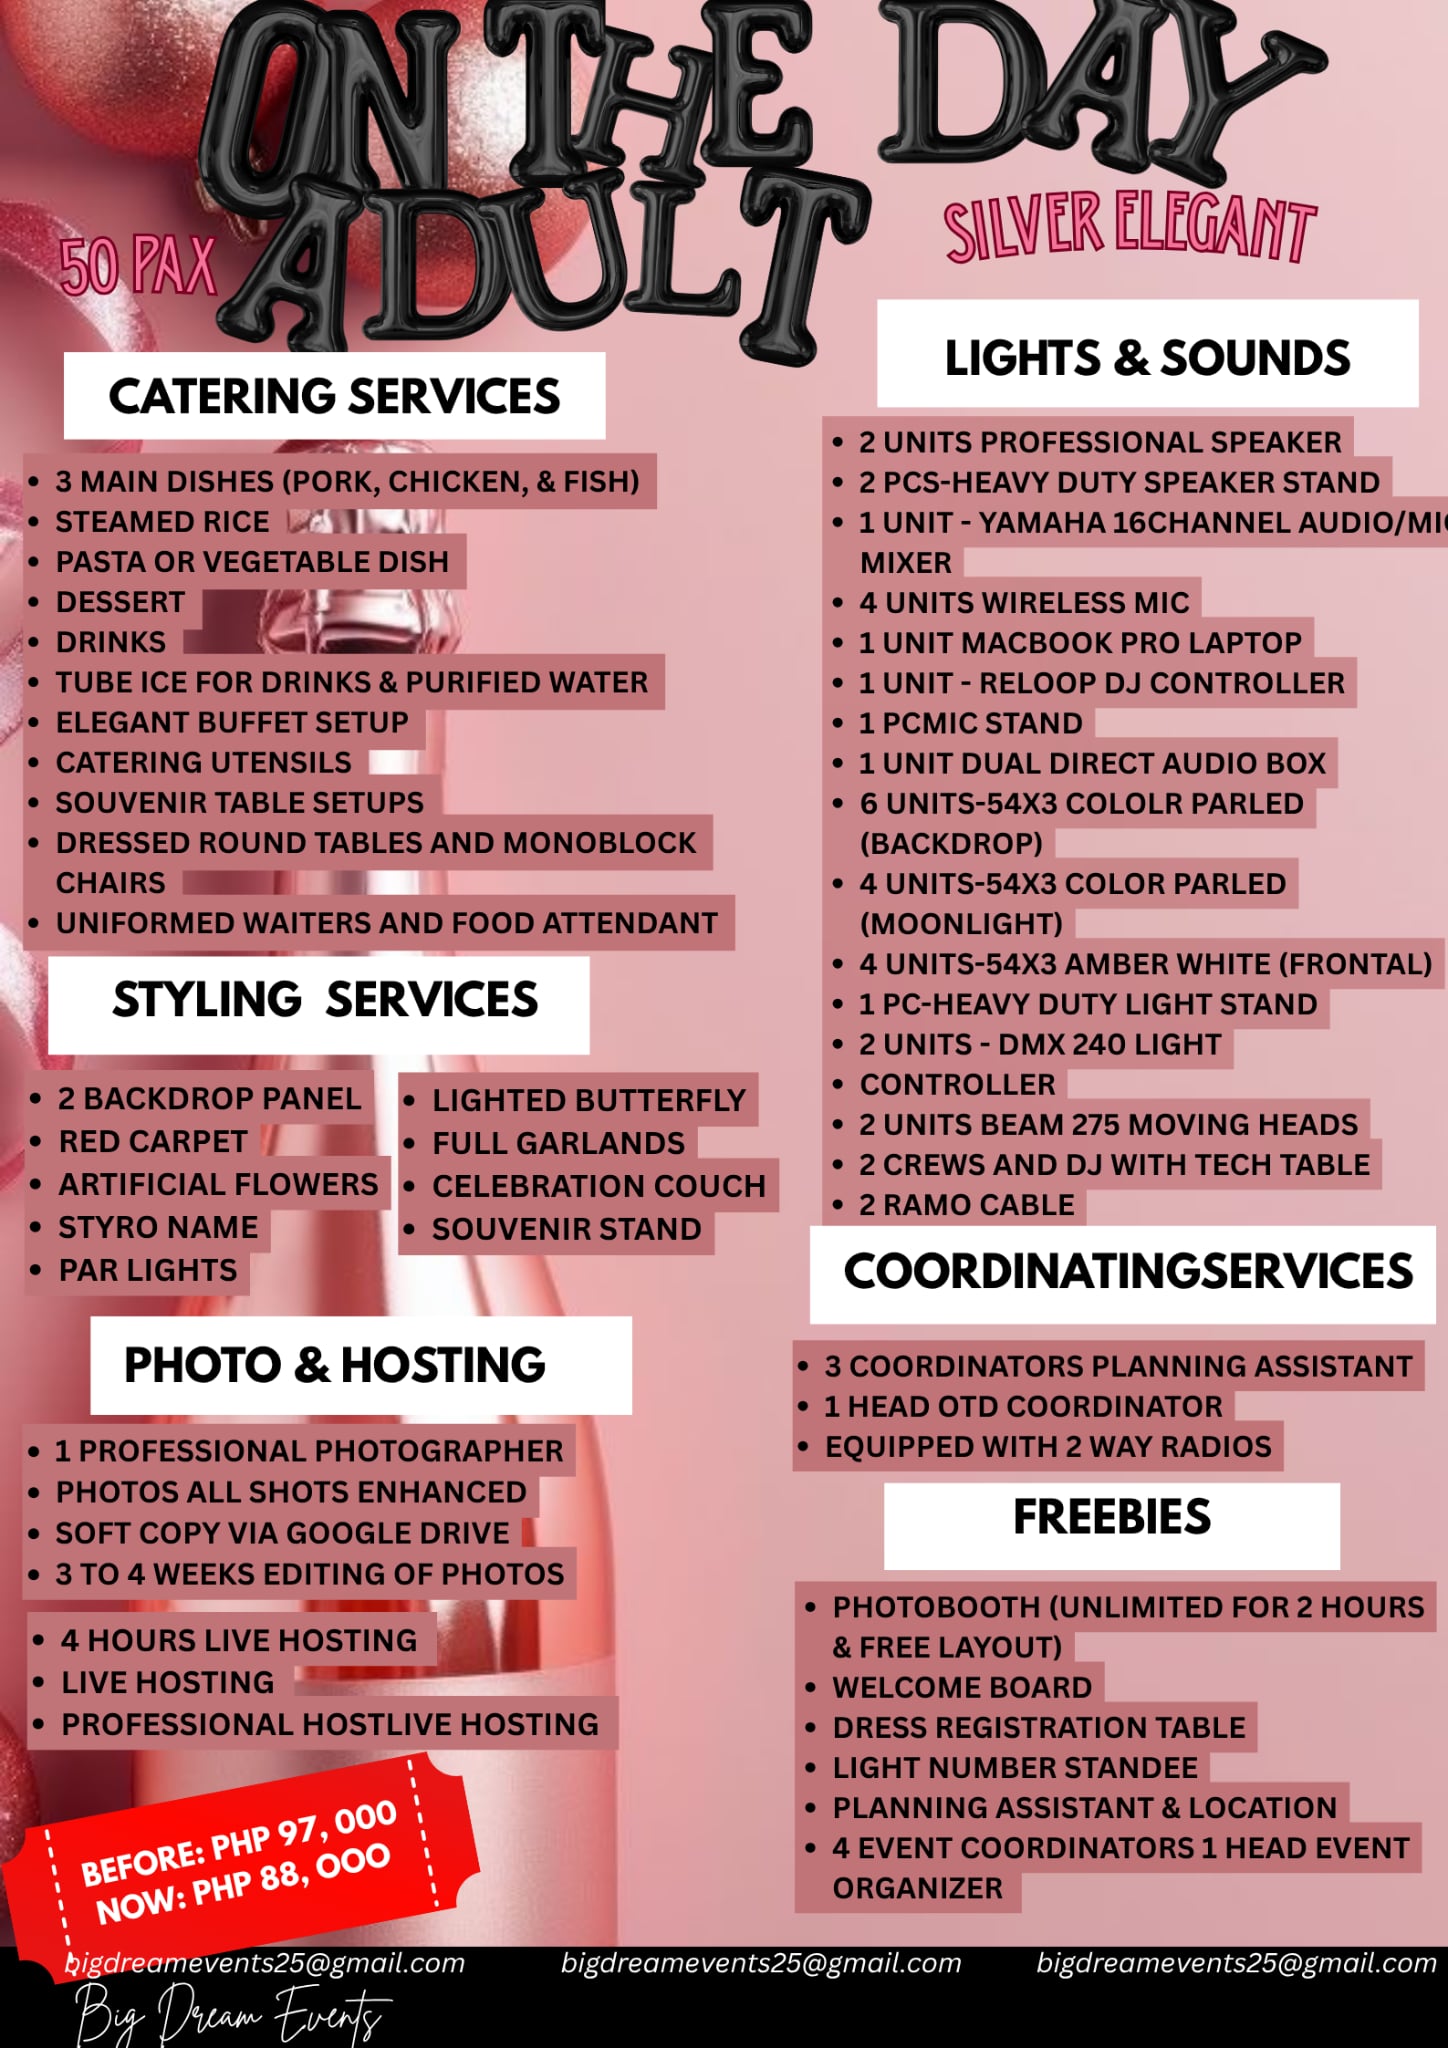 ON THE DAY
ADULT
50 PAX
SILVER ELEGANT
CATERING SERVICES
• 3 MAIN DISHES (PORK, CHICKEN, & FISH)
• STEAMED RICE
• PASTA OR VEGETABLE DISH
• DESSERT
• DRINKS
• TUBE ICE FOR DRINKS & PURIFIED WATER
• ELEGANT BUFFET SETUP
• CATERING UTENSILS
• SOUVENIR TABLE SETUPS
• DRESSED ROUND TABLES AND MONOBLOCK
CHAIRS
• UNIFORMED WAITERS AND FOOD ATTENDANT
STYLING SERVICES
• 2 BACKDROP PANEL
• RED CARPET
• ARTIFICIAL FLOWERS
• STYRO NAME
• PAR LIGHTS
• LIGHTED BUTTERFLY
• FULL GARLANDS
• CELEBRATION COUCH
• SOUVENIR STAND
PHOTO & HOSTING
• 1 PROFESSIONAL PHOTOGRAPHER
• PHOTOS ALL SHOTS ENHANCED
• SOFT COPY VIA GOOGLE DRIVE
• 3 TO 4 WEEKS EDITING OF PHOTOS
• 4 HOURS LIVE HOSTING
• LIVE HOSTING
• PROFESSIONAL HOSTLIVE HOSTING
BEFORE: PHP 97, 000
NOW: PHP 88, 000
LIGHTS & SOUNDS
• 2 UNITS PROFESSIONAL SPEAKER
• 2 PCS-HEAVY DUTY SPEAKER STAND
• 1 UNIT - YAMAHA 16CHANNEL AUDIO/MI
MIXER
• 4 UNITS WIRELESS MIC
• 1 UNIT MACBOOK PRO LAPTOP
• 1 UNIT - RELOOP DJ CONTROLLER
• 1 PCMIC STAND
• 1 UNIT DUAL DIRECT AUDIO BOX
• 6 UNITS-54X3 COLOLR PARLED
(BACKDROP)
• 4 UNITS-54X3 COLOR PARLED
(MOONLIGHT)
• 4 UNITS-54X3 AMBER WHITE (FRONTAL)
• 1 PC-HEAVY DUTY LIGHT STAND
• 2 UNITS - DMX 240 LIGHT
• CONTROLLER
• 2 UNITS BEAM 275 MOVING HEADS
• 2 CREWS AND DJ WITH TECH TABLE
• 2 RAMO CABLE
COORDINATINGSERVICES
• 3 COORDINATORS PLANNING ASSISTANT
• 1 HEAD OTD COORDINATOR
• EQUIPPED WITH 2 WAY RADIOS
FREEBIES
• PHOTOBOOTH (UNLIMITED FOR 2 HOURS
& FREE LAYOUT)
• WELCOME BOARD
• DRESS REGISTRATION TABLE
• LIGHT NUMBER STANDEE
• PLANNING ASSISTANT & LOCATION
• 4 EVENT COORDINATORS 1 HEAD EVENT
ORGANIZER
bigdreamevents25@gmail.com
bigdreamevents25@gmail.com
bigdreamevents25@gmail.com
Big Dream Events